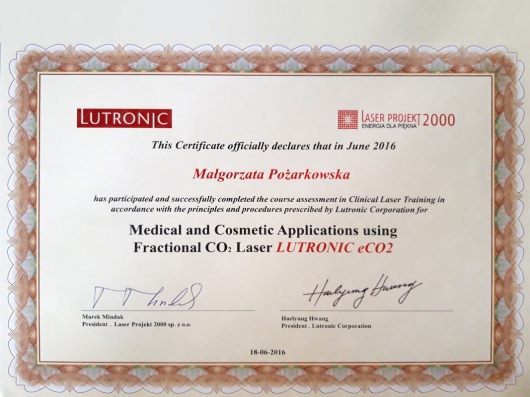 LUTRONIC
LASER PROJEKT 2000
ENERGIA DLA PIĘKNA
This Certificate officially declares that in June 2016
Małgorzata Pożarkowska
has participated and successfully completed the course assessment in Clinical Laser Training in
accordance with the principles and procedures prescribed by Lutronic Corporation for
Medical and Cosmetic Applications using
Fractional CO₂ Laser LUTRONIC eCO2
Haelyung Hwang
Marek Mindak
President . Laser Projekt 2000 sp. z o.o.
Haelyung Hwang
President . Lutronic Corporation
18-06-2016